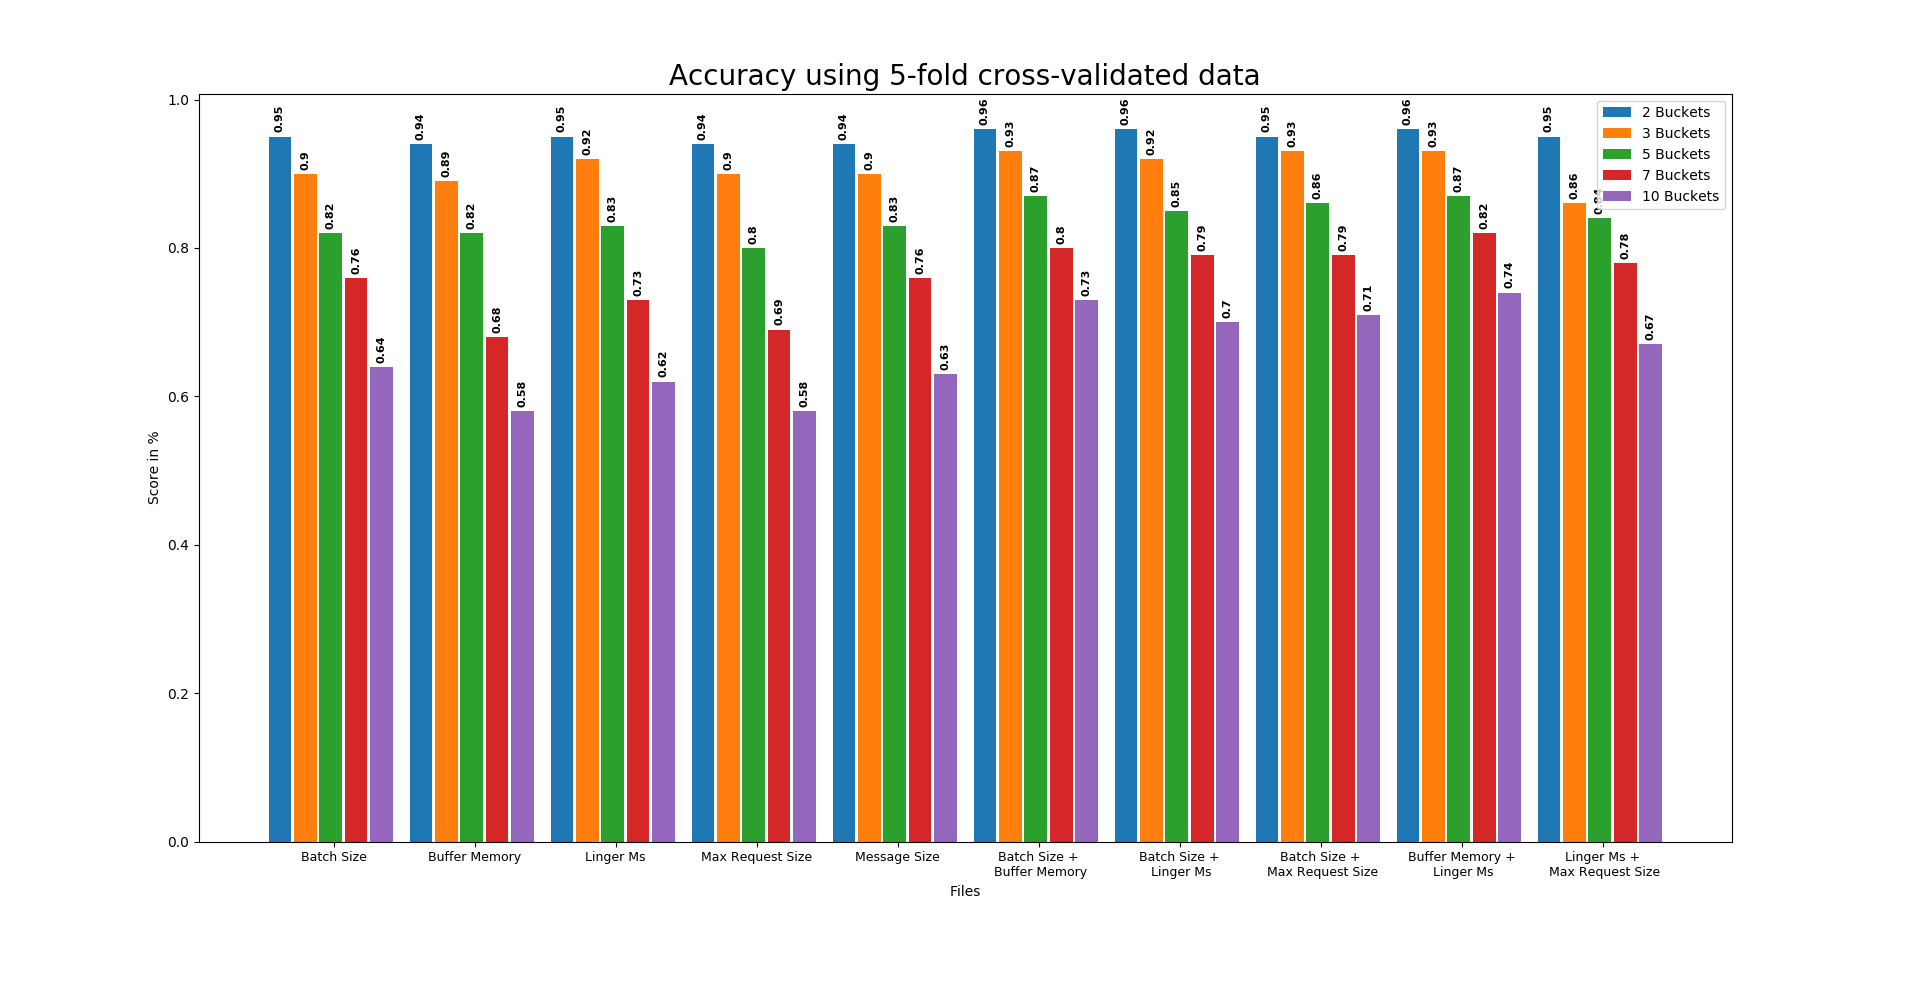 Accuracy using 5-fold cross-validated data
1.0
0.8
0.6
0.4
0.2
0.0
Score in %
0.95
0.9
0.82
0.76
0.64
0.94
0.89
0.82
0.68
0.58
0.95
0.92
0.83
0.73
0.62
0.94
0.9
0.8
0.69
0.58
0.94
0.9
0.83
0.76
0.63
0.96
0.93
0.87
0.8
0.73
0.96
0.92
0.85
0.79
0.7
0.95
0.93
0.86
0.79
0.71
0.96
0.93
0.87
0.82
0.74
0.95
0.86
0.84
0.78
0.67
2 Buckets
3 Buckets
5 Buckets
7 Buckets
10 Buckets
Batch Size
Buffer Memory
Linger Ms
Max Request Size
Message Size
Batch Size +
Buffer Memory
Batch Size +
Linger Ms
Batch Size +
Max Request Size
Buffer Memory +
Linger Ms
Linger Ms +
Max Request Size
Files